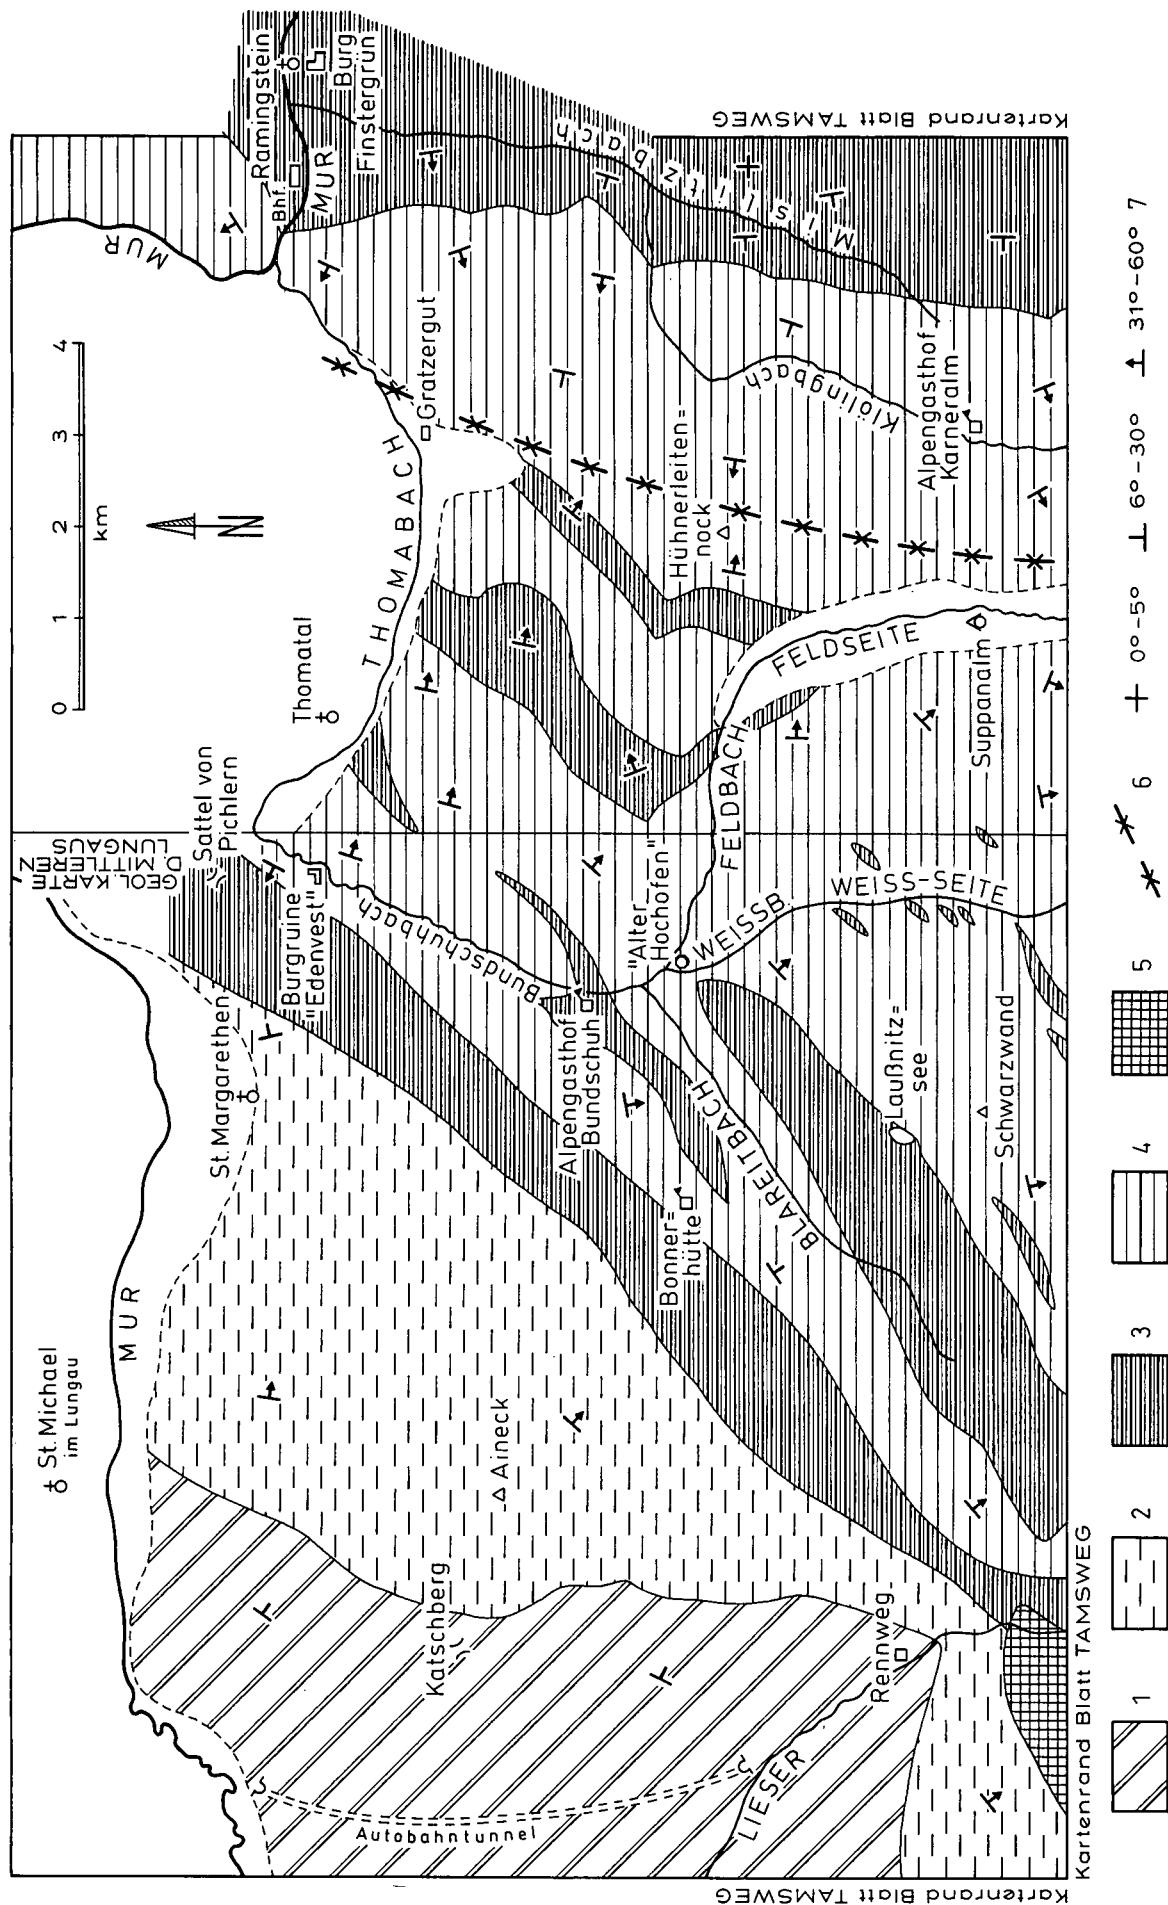 St. Michael
im Lungau
MUR
GEOL. KARTE
D. MITTLEREN
LUNGAUS
Sattel von
Pichlern
St. Margarethen
Thomatal
0 1 2 3 4
km
N
MUR
Bhf.
Ramingstein
MUR
Burg
Finstergrün
THOMABACH
Gratzergut
Burgruine
"Edenvest"
Bundschuhbach
Katschberg
Aineck
Alpengasthof
Bundschuh
"Alter
Hochofen"
Hühnerleiten=
nock
Mislitzbach
Klölingbach
Bonner=
hütte
BLAREITBACH
WEISSB
FELDBACH
FELDSEITE
WEISS-SEITE
Autobahntunnel
LIESER
Rennweg
Laußnitz=
see
Schwarzwand
Suppanalm
Alpengasthof
Karneralm
Kartenrand Blatt TAMSWEG
Kartenrand Blatt TAMSWEG
Kartenrand Blatt TAMSWEG
1
2
3
4
5
6
0°-5°
6°-30°
31°-60° 7